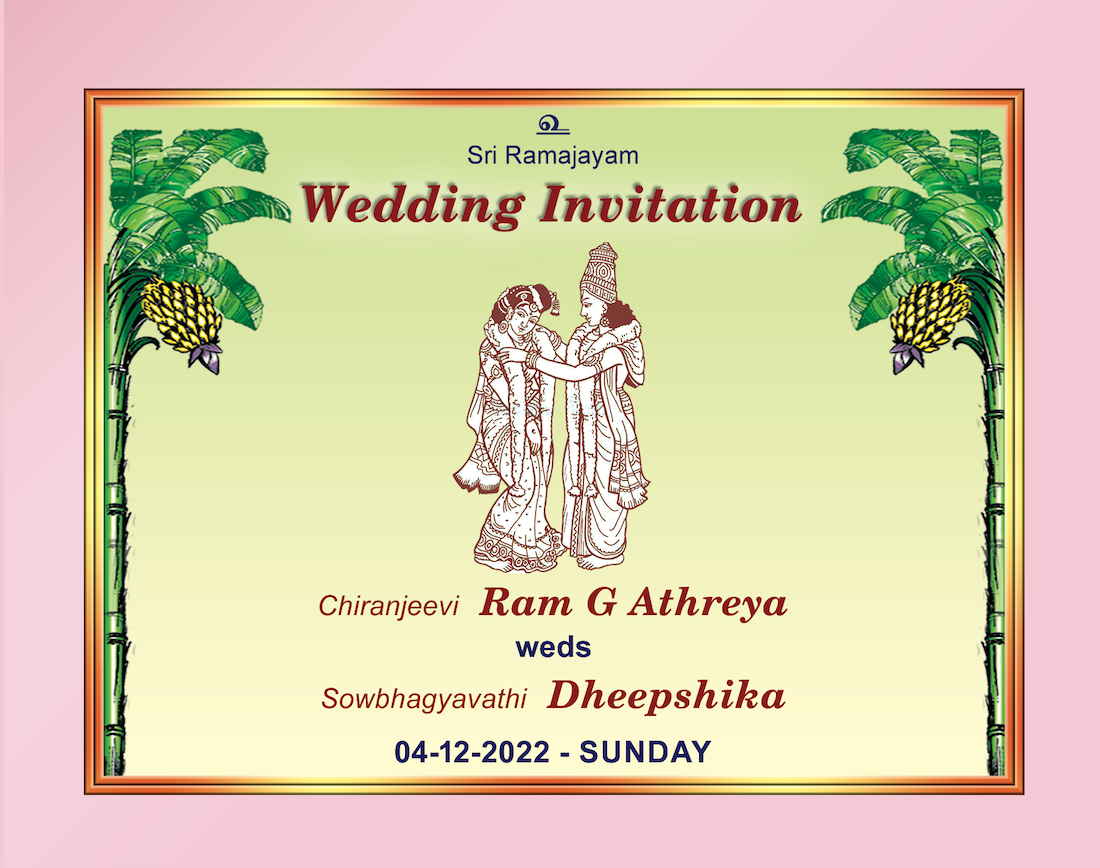 உ
Sri Ramajayam
Wedding Invitation
Chiranjeevi Ram G Athreya
weds
Sowbhagyavathi Dheepshika
04-12-2022 - SUNDAY